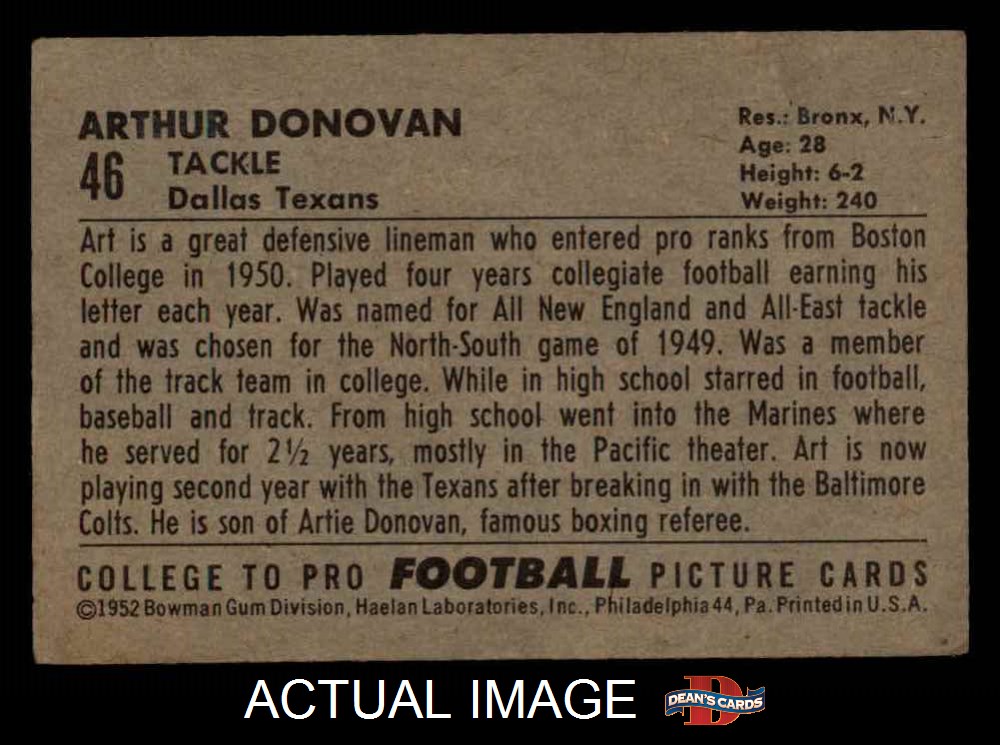 ARTHUR DONOVAN
46 TACKLE
Dallas Texans
Res.: Bronx, N.Y.
Age: 28
Height: 6-2
Weight: 240
Art is a great defensive lineman who entered pro ranks from Boston
College in 1950. Played four years collegiate football earning his
letter each year. Was named for All New England and All-East tackle
and was chosen for the North-South game of 1949. Was a member
of the track team in college. While in high school starred in football,
baseball and track. From high school went into the Marines where
he served for 2½ years, mostly in the Pacific theater. Art is now
playing second year with the Texans after breaking in with the Baltimore
Colts. He is son of Artie Donovan, famous boxing referee.
COLLEGE TO PRO FOOTBALL PICTURE CARDS
©1952 Bowman Gum Division, Haelan Laboratories, Inc., Philadelphia 44, Pa. Printed in U.S.A.
ACTUAL IMAGE D DEAN'S CARDS